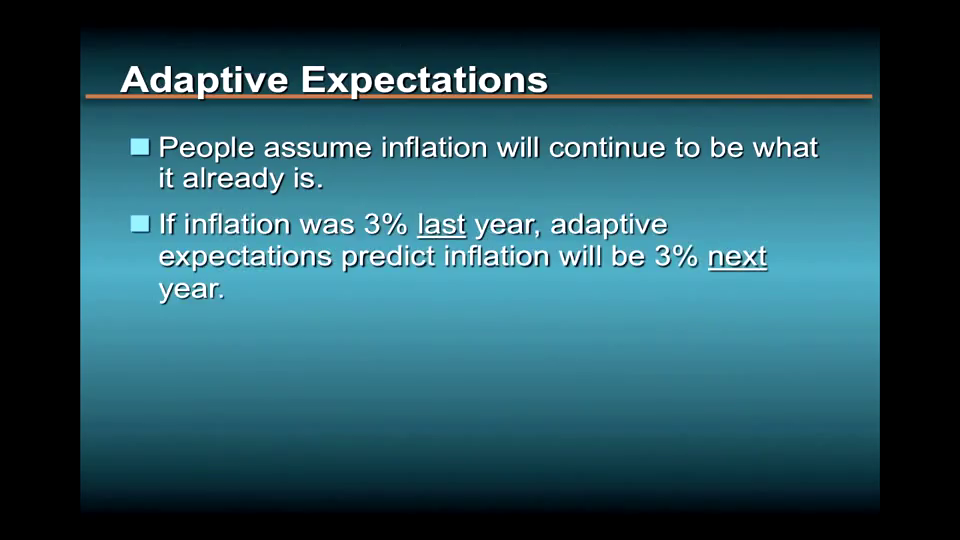 Adaptive Expectations
People assume inflation will continue to be what
it already is.
If inflation was 3% last year, adaptive
expectations predict inflation will be 3% next
year.